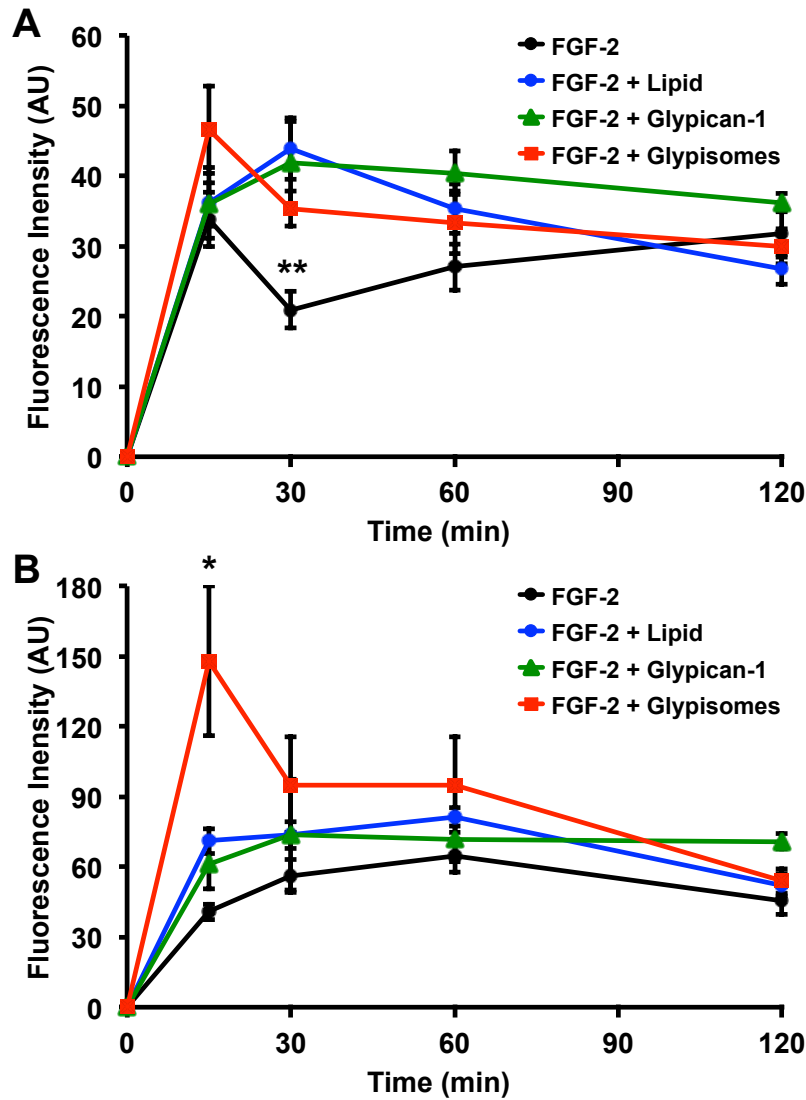 A
Fluorescence Inensity (AU)
60
50
40
30
20
10
0
FGF-2
FGF-2 + Lipid
FGF-2 + Glypican-1
FGF-2 + Glypisomes
**
0 30 60 90 120
Time (min)
B
Fluorescence Inensity (AU)
180
150
120
90
60
30
0
*
FGF-2
FGF-2 + Lipid
FGF-2 + Glypican-1
FGF-2 + Glypisomes
0 30 60 90 120
Time (min)